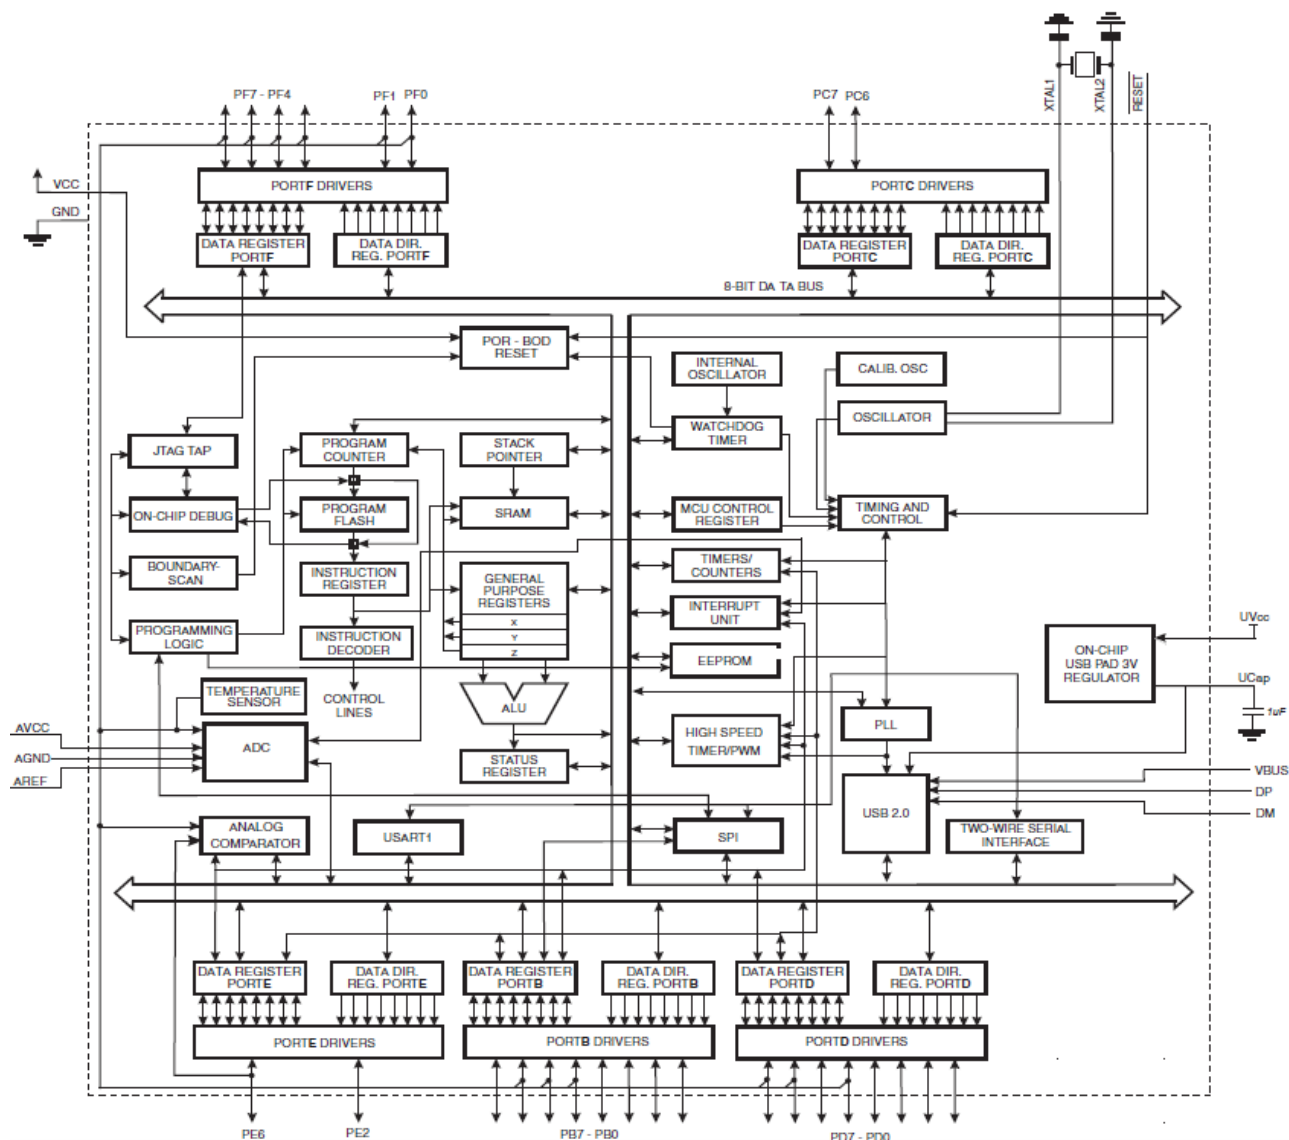 XTAL1
XTAL2
RESET
PF7 - PF4
PF1
PF0
PC7
PC6
VCC
GND
PORTF DRIVERS
PORTC DRIVERS
DATA REGISTER
PORTF
DATA DIR.
REG. PORTF
DATA REGISTER
PORTC
DATA DIR.
REG. PORTC
8-BIT DA TA BUS
POR - BOD
RESET
INTERNAL
OSCILLATOR
CALIB. OSC
OSCILLATOR
WATCHDOG
TIMER
JTAG TAP
PROGRAM
COUNTER
STACK
POINTER
ON-CHIP DEBUG
PROGRAM
FLASH
SRAM
MCU CONTROL
REGISTER
TIMING AND
CONTROL
BOUNDARY-
SCAN
INSTRUCTION
REGISTER
GENERAL
PURPOSE
REGISTERS
X
Y
Z
TIMERS/
COUNTERS
INTERRUPT
UNIT
PROGRAMMING
LOGIC
INSTRUCTION
DECODER
EEPROM
ON-CHIP
USB PAD 3V
REGULATOR
UVcc
UCap
1uF
TEMPERATURE
SENSOR
CONTROL
LINES
ALU
AVCC
AGND
AREF
ADC
STATUS
REGISTER
HIGH SPEED
TIMER/PWM
PLL
VBUS
DP
DM
ANALOG
COMPARATOR
USART1
SPI
USB 2.0
TWO-WIRE SERIAL
INTERFACE
DATA REGISTER
PORTE
DATA DIR.
REG. PORTE
DATA REGISTER
PORTB
DATA DIR.
REG. PORTB
DATA REGISTER
PORTD
DATA DIR.
REG. PORTD
PORTE DRIVERS
PORTB DRIVERS
PORTD DRIVERS
PE6
PE2
PB7 - PB0
PD7 - PD0